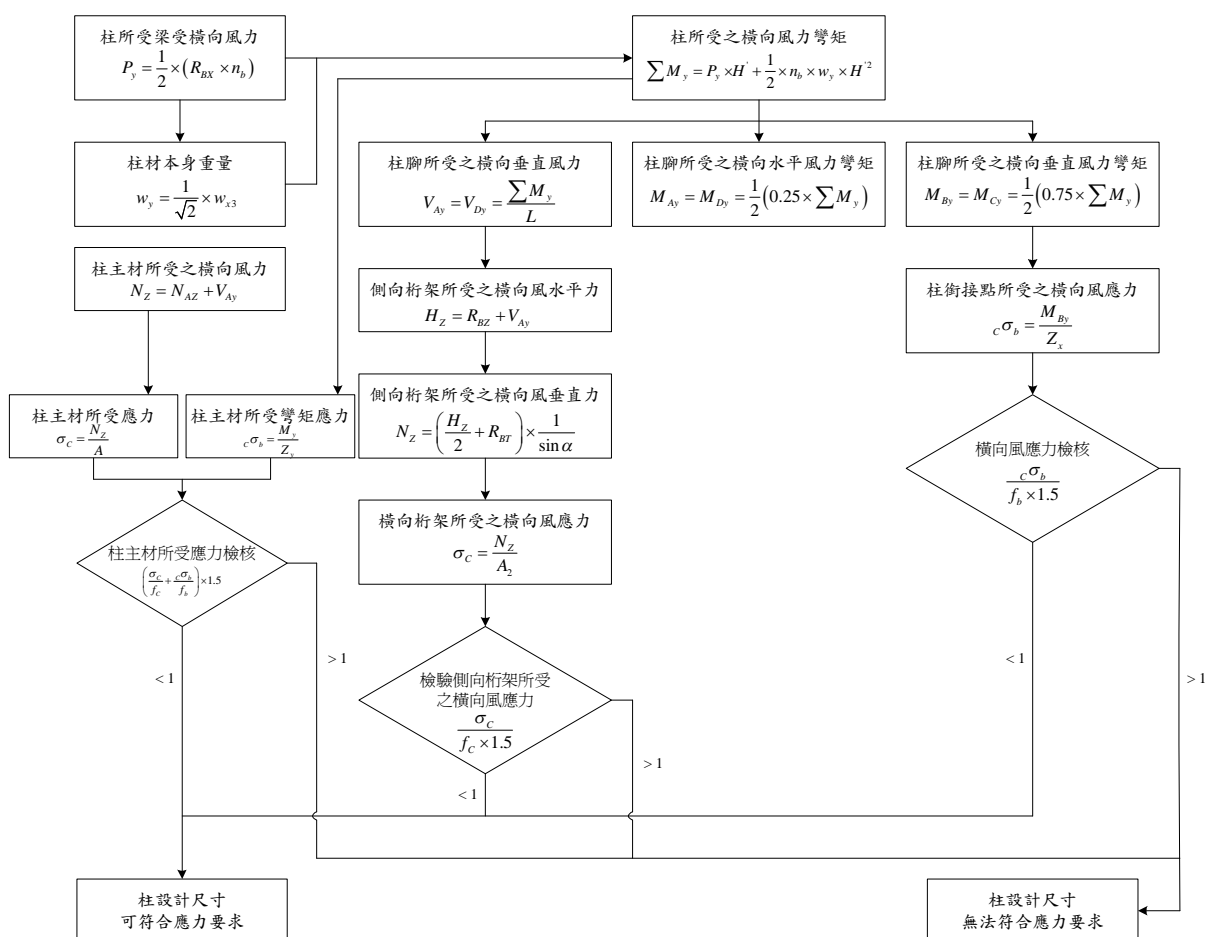 柱所受梁受橫向風力
P_y = 1/2 × (R_BX × n_b)
柱所受之橫向風力彎矩
∑M_y = P_y × H' + 1/2 × n_b × w_y × H'²
柱材本身重量
w_y = 1/√2 × w_x3
柱腳所受之橫向垂直風力
V_Ay = V_Dy = ∑M_y / L
柱腳所受之橫向水平風力彎矩
M_Ay = M_Dy = 1/2 (0.25 × ∑M_y)
柱腳所受之橫向垂直風力彎矩
M_By = M_Cy = 1/2 (0.75 × ∑M_y)
柱主材所受之橫向風力
N_Z = N_AZ + V_Ay
側向桁架所受之橫向風水平力
H_Z = R_BZ + V_Ay
柱銜接點所受之橫向風應力
_Cσ_b = M_By / Z_x
柱主材所受應力
σ_C = N_Z / A
柱主材所受彎矩應力
_Cσ_b = M_y / Z_y
側向桁架所受之橫向風垂直力
N_Z = (H_Z / 2 + R_BT) × 1 / sin α
橫向風應力檢核
_Cσ_b / (f_b × 1.5)
橫向桁架所受之橫向風應力
σ_C = N_Z / A_2
柱主材所受應力檢核
(σ_C / f_C + _Cσ_b / f_b) × 1.5
檢驗側向桁架所受
之橫向風應力
σ_C / (f_C × 1.5)
< 1
> 1
< 1
> 1
< 1
> 1
柱設計尺寸
可符合應力要求
柱設計尺寸
無法符合應力要求